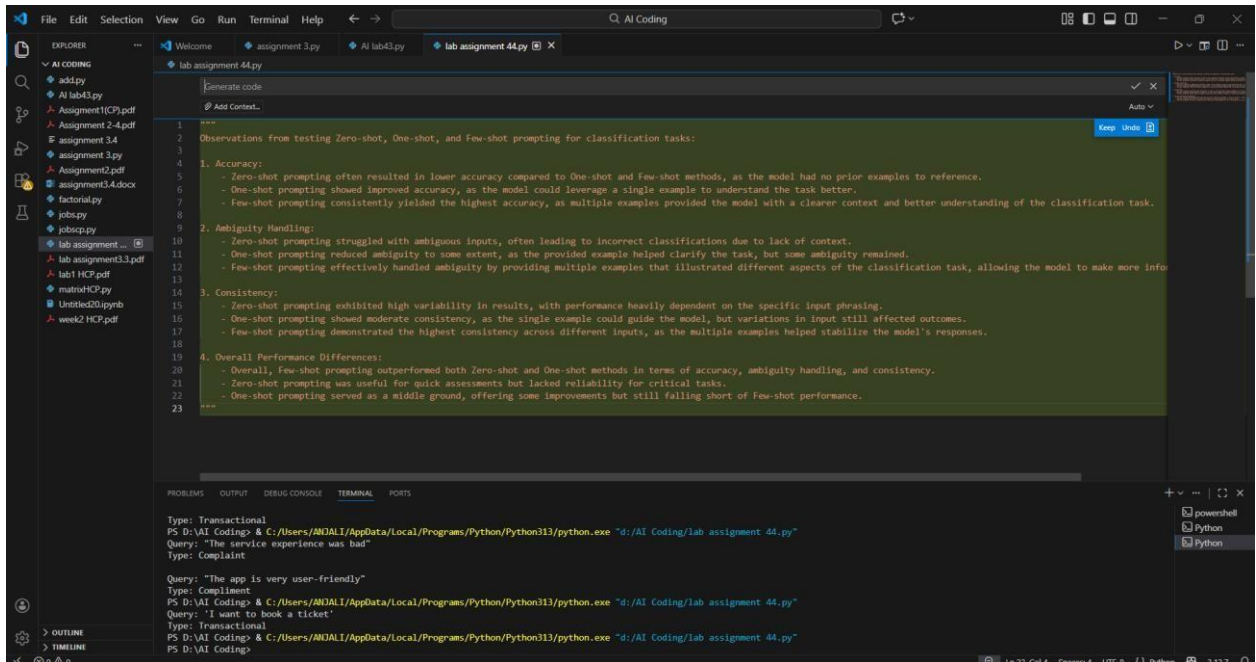 File Edit Selection View Go Run Terminal Help
AI Coding
EXPLORER
AI CODING
add.py
AI lab43.py
Assigment1(CP).pdf
Assignment 2-4.pdf
assignment 3.4
assignment 3.py
Assignment2.pdf
assignment3.4.docx
factorial.py
jobs.py
jobscp.py
lab assignment ...
lab assignment3.3.pdf
lab1 HCP.pdf
matrixHCP.py
Untitled20.ipynb
week2 HCP.pdf
OUTLINE
TIMELINE
Welcome assignment 3.py AI lab43.py lab assignment 44.py
lab assignment 44.py
Generate code
Add Context...
Auto
Keep Undo
1 """
2 Observations from testing Zero-shot, One-shot, and Few-shot prompting for classification tasks:
3
4 1. Accuracy:
5 - Zero-shot prompting often resulted in lower accuracy compared to One-shot and Few-shot methods, as the model had no prior examples to reference.
6 - One-shot prompting showed improved accuracy, as the model could leverage a single example to understand the task better.
7 - Few-shot prompting consistently yielded the highest accuracy, as multiple examples provided the model with a clearer context and better understanding of the classification task.
8
9 2. Ambiguity Handling:
10 - Zero-shot prompting struggled with ambiguous inputs, often leading to incorrect classifications due to lack of context.
11 - One-shot prompting reduced ambiguity to some extent, as the provided example helped clarify the task, but some ambiguity remained.
12 - Few-shot prompting effectively handled ambiguity by providing multiple examples that illustrated different aspects of the classification task, allowing the model to make more info
13
14 3. Consistency:
15 - Zero-shot prompting exhibited high variability in results, with performance heavily dependent on the specific input phrasing.
16 - One-shot prompting showed moderate consistency, as the single example could guide the model, but variations in input still affected outcomes.
17 - Few-shot prompting demonstrated the highest consistency across different inputs, as the multiple examples helped stabilize the model's responses.
18
19 4. Overall Performance Differences:
20 - Overall, Few-shot prompting outperformed both Zero-shot and One-shot methods in terms of accuracy, ambiguity handling, and consistency.
21 - Zero-shot prompting was useful for quick assessments but lacked reliability for critical tasks.
22 - One-shot prompting served as a middle ground, offering some improvements but still falling short of Few-shot performance.
23 """
PROBLEMS OUTPUT DEBUG CONSOLE TERMINAL PORTS
Type: Transactional
PS D:\AI Coding> & C:/Users/ANJALI/AppData/Local/Programs/Python/Python313/python.exe "d:/AI Coding/lab assignment 44.py"
Query: "The service experience was bad"
Type: Complaint
Query: "The app is very user-friendly"
Type: Compliment
PS D:\AI Coding> & C:/Users/ANJALI/AppData/Local/Programs/Python/Python313/python.exe "d:/AI Coding/lab assignment 44.py"
Query: 'I want to book a ticket'
Type: Transactional
PS D:\AI Coding> & C:/Users/ANJALI/AppData/Local/Programs/Python/Python313/python.exe "d:/AI Coding/lab assignment 44.py"
PS D:\AI Coding>
powershell
Python
Python